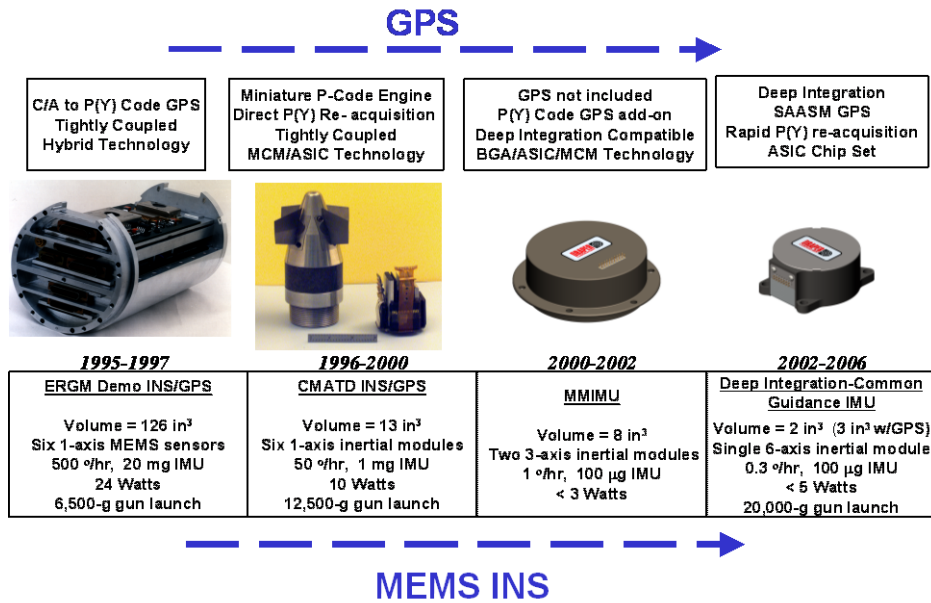 GPS
C/A to P(Y) Code GPS
Tightly Coupled
Hybrid Technology
Miniature P-Code Engine
Direct P(Y) Re- acquisition
Tightly Coupled
MCM/ASIC Technology
GPS not included
P(Y) Code GPS add-on
Deep Integration Compatible
BGA/ASIC/MCM Technology
Deep Integration
SAASM GPS
Rapid P(Y) re-acquisition
ASIC Chip Set
DRAPER
DRAPER
1995-1997
1996-2000
2000-2002
2002-2006
ERGM Demo INS/GPS
Volume = 126 in³
Six 1-axis MEMS sensors
500 º/hr, 20 mg IMU
24 Watts
6,500-g gun launch
CMATD INS/GPS
Volume = 13 in³
Six 1-axis inertial modules
50 º/hr, 1 mg IMU
10 Watts
12,500-g gun launch
MMIMU
Volume = 8 in³
Two 3-axis inertial modules
1 º/hr, 100 µg IMU
< 3 Watts
Deep Integration-Common
Guidance IMU
Volume = 2 in³ (3 in³ w/GPS)
Single 6-axis inertial module
0.3 º/hr, 100 µg IMU
< 5 Watts
20,000-g gun launch
MEMS INS